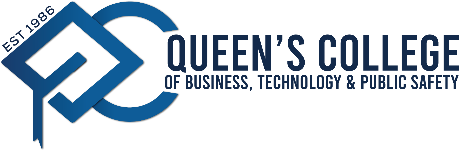 EST 1986
QUEEN'S COLLEGE
OF BUSINESS, TECHNOLOGY & PUBLIC SAFETY